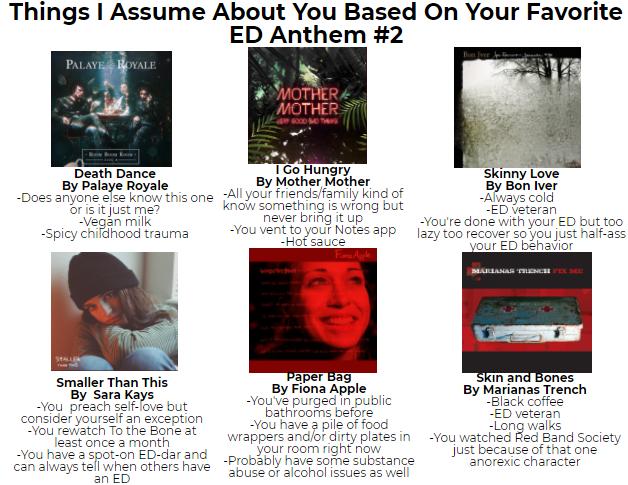 Things I Assume About You Based On Your Favorite
ED Anthem #2
PALAYE ROYALE
MOTHER
MOTHER
VERY GOOD BAD THING
Bon Iver
Death Dance
By Palaye Royale
-Does anyone else know this one
or is it just me?
-Vegan milk
-Spicy childhood trauma
I Go Hungry
By Mother Mother
-All your friends/family kind of
know something is wrong but
never bring it up
-You vent to your Notes app
-Hot sauce
Skinny Love
By Bon Iver
-Always cold
-ED veteran
-You're done with your ED but too
lazy too recover so you just half-ass
your ED behavior
SMALLER
THAN THIS
Fiona Apple
MARIANAS TRENCH FIX ME
Smaller Than This
By Sara Kays
-You preach self-love but
consider yourself an exception
-You rewatch To the Bone at
least once a month
-You have a spot-on ED-dar and
can always tell when others have
an ED
Paper Bag
By Fiona Apple
-You've purged in public
bathrooms before
-You have a pile of food
wrappers and/or dirty plates in
your room right now
-Probably have some substance
abuse or alcohol issues as well
Skin and Bones
By Marianas Trench
-Black coffee
-ED veteran
-Long walks
-You watched Red Band Society
just because of that one
anorexic character